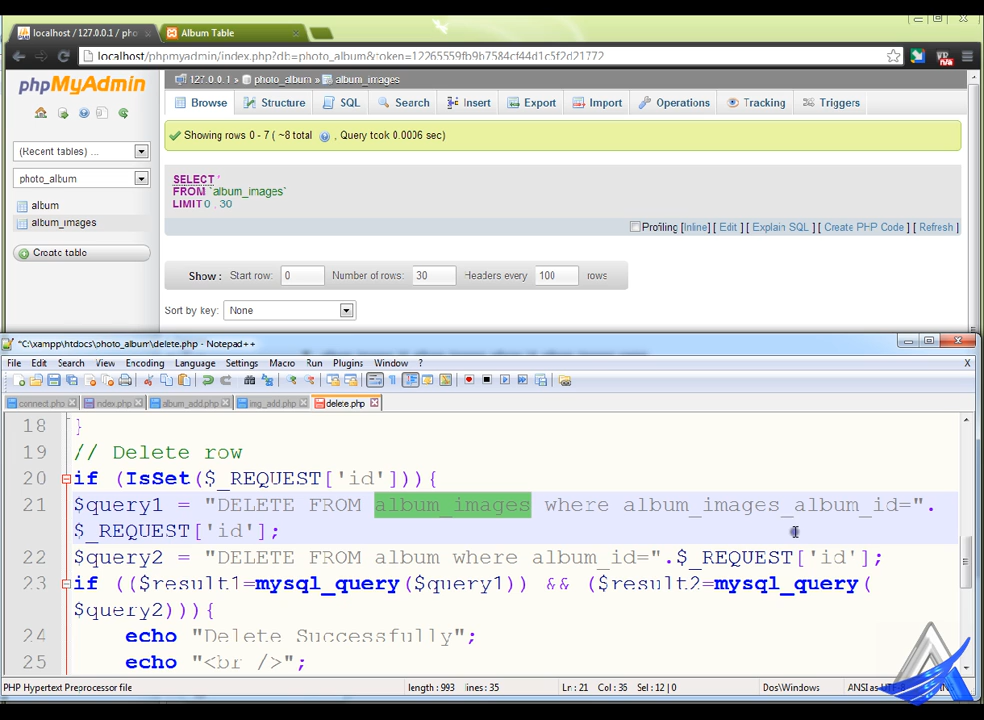 localhost / 127.0.0.1 / pho
Album Table
localhost/phpmyadmin/index.php?db=photo_album&token=12265559fb9b7584cf44d1c5f2d21772
phpMyAdmin
127.0.0.1 » photo_album » album_images
Browse Structure SQL Search Insert Export Import Operations Tracking Triggers
Showing rows 0 - 7 ( ~8 total , Query took 0.0006 sec)
(Recent tables) ...
photo_album
SELECT *
FROM `album_images`
LIMIT 0 , 30
album
album_images
Profiling [Inline] [ Edit ] [ Explain SQL ] [ Create PHP Code ] [ Refresh ]
Create table
Show : Start row: 0 Number of rows: 30 Headers every 100 rows
Sort by key: None
*C:\xampp\htdocs\photo_album\delete.php - Notepad++
File Edit Search View Encoding Language Settings Macro Run Plugins Window ? X
connect.php index.php album_add.php img_add.php delete.php
18 }
19 // Delete row
20 if (IsSet($_REQUEST['id'])){
21 $query1 = "DELETE FROM album_images where album_images_album_id=".
$_REQUEST['id'];
22 $query2 = "DELETE FROM album where album_id=".$_REQUEST['id'];
23 if (($result1=mysql_query($query1)) && ($result2=mysql_query(
$query2))){
24 echo "Delete Successfully";
25 echo "<br />";
PHP Hypertext Preprocessor file length : 993 lines : 35 Ln : 21 Col : 35 Sel : 12 | 0 Dos\Windows ANSI as UTF-8